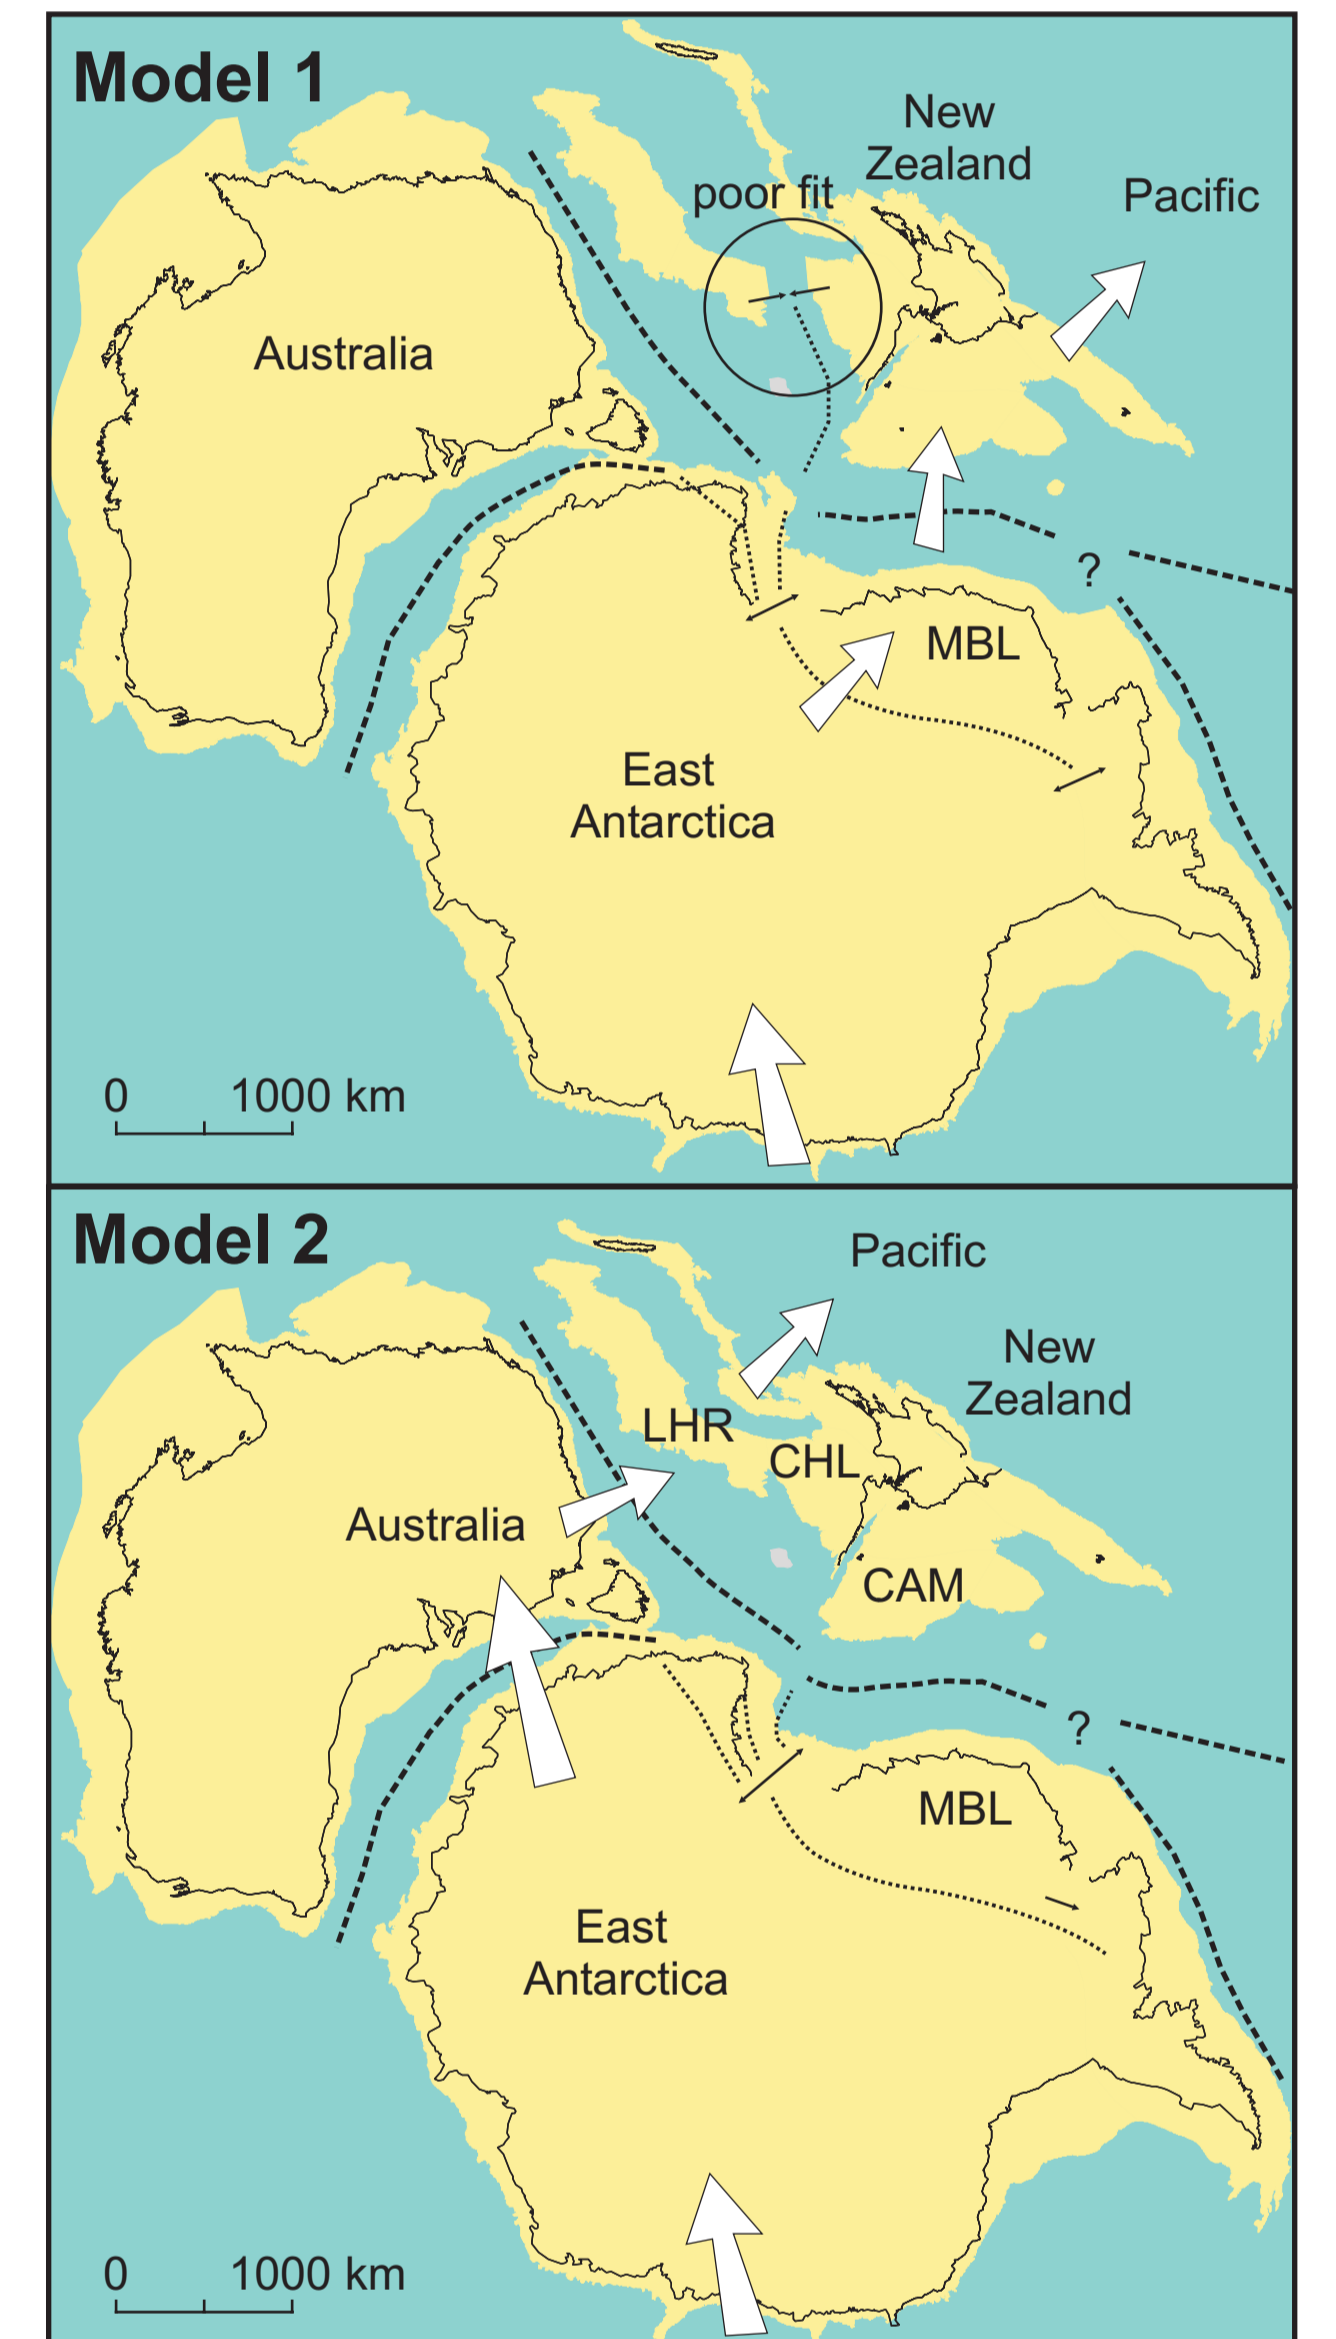 Model 1
New
Zealand
Pacific
poor fit
Australia
?
MBL
East
Antarctica
0 1000 km
Model 2
Pacific
New
Zealand
LHR
CHL
Australia
CAM
?
MBL
East
Antarctica
0 1000 km